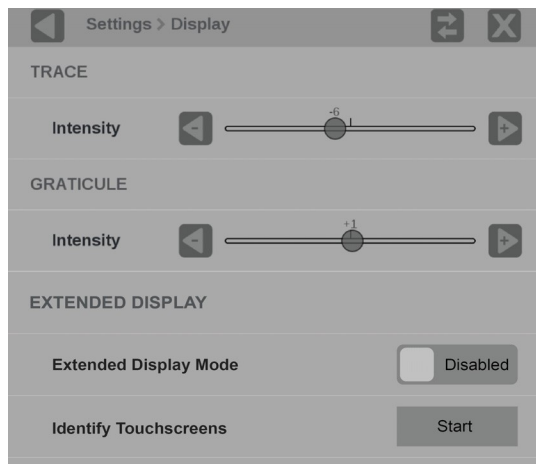 Settings > Display
TRACE
-6
Intensity - +
GRATICULE
+1
Intensity - +
EXTENDED DISPLAY
Extended Display Mode Disabled
Identify Touchscreens Start